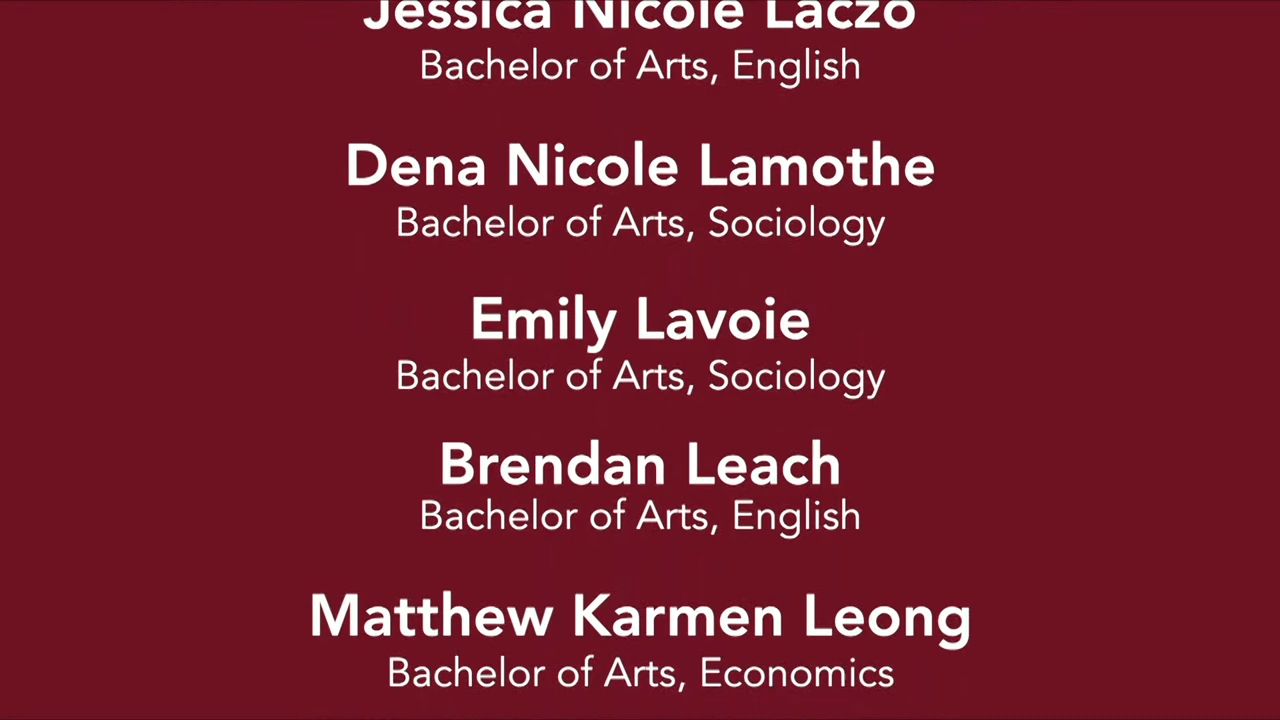 Jessica Nicole Laczo
Bachelor of Arts, English
Dena Nicole Lamothe
Bachelor of Arts, Sociology
Emily Lavoie
Bachelor of Arts, Sociology
Brendan Leach
Bachelor of Arts, English
Matthew Karmen Leong
Bachelor of Arts, Economics